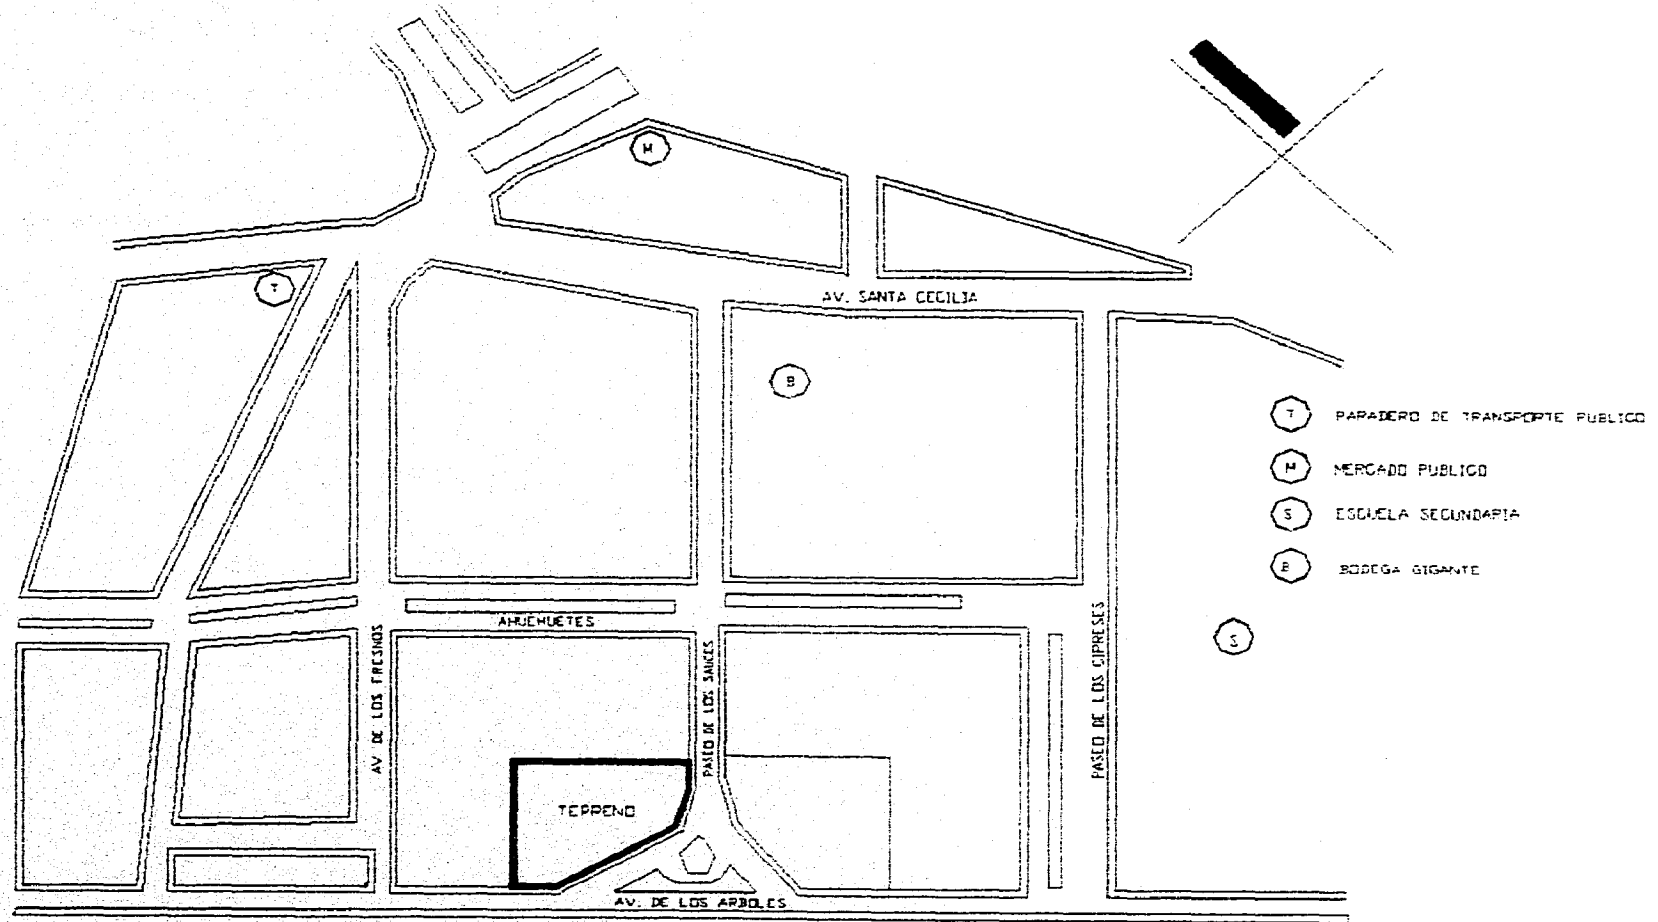 M
T
AV. SANTA CECILIA
B
T PARADERO DE TRANSPORTE PUBLICO
M MERCADO PUBLICO
S ESCUELA SECUNDARIA
B BODEGA GIGANTE
AHUEHUETES
S
AV DE LOS FRESNOS
PASEO DE LOS SAUCES
PASEO DE LOS CIPRESES
TERRENO
AV. DE LOS ARBOLES